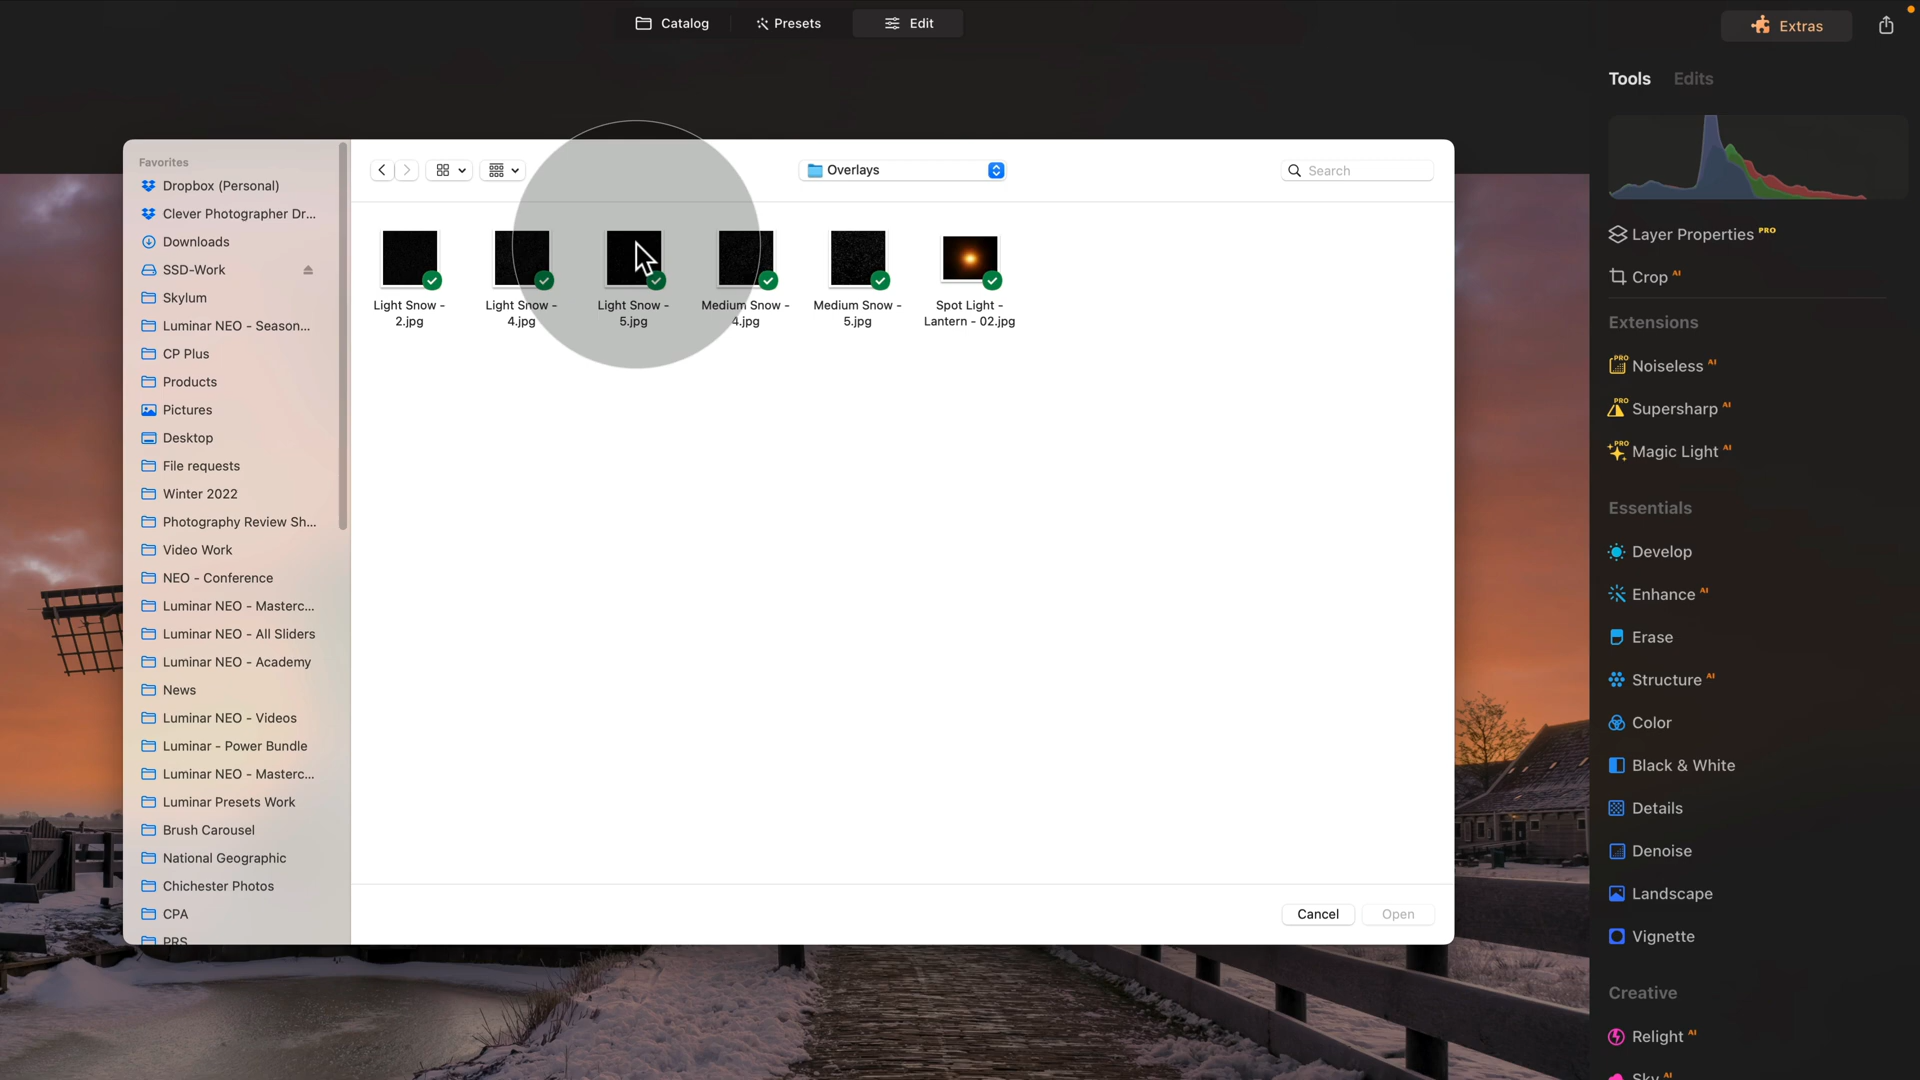 Catalog
Presets
Edit
Extras
Tools
Edits
Favorites
Dropbox (Personal)
Clever Photographer Dr...
Downloads
SSD-Work
Skylum
Luminar NEO - Season...
CP Plus
Products
Pictures
Desktop
File requests
Winter 2022
Photography Review Sh...
Video Work
NEO - Conference
Luminar NEO - Masterc...
Luminar NEO - All Sliders
Luminar NEO - Academy
News
Luminar NEO - Videos
Luminar - Power Bundle
Luminar NEO - Masterc...
Luminar Presets Work
Brush Carousel
National Geographic
Chichester Photos
CPA
PRS
Overlays
Search
Light Snow -
2.jpg
Light Snow -
4.jpg
Light Snow -
5.jpg
Medium Snow -
4.jpg
Medium Snow -
5.jpg
Spot Light -
Lantern - 02.jpg
Cancel
Open
Layer Properties PRO
Crop AI
Extensions
PRO Noiseless AI
PRO Supersharp AI
PRO Magic Light AI
Essentials
Develop
Enhance AI
Erase
Structure AI
Color
Black & White
Details
Denoise
Landscape
Vignette
Creative
Relight AI
Sky AI